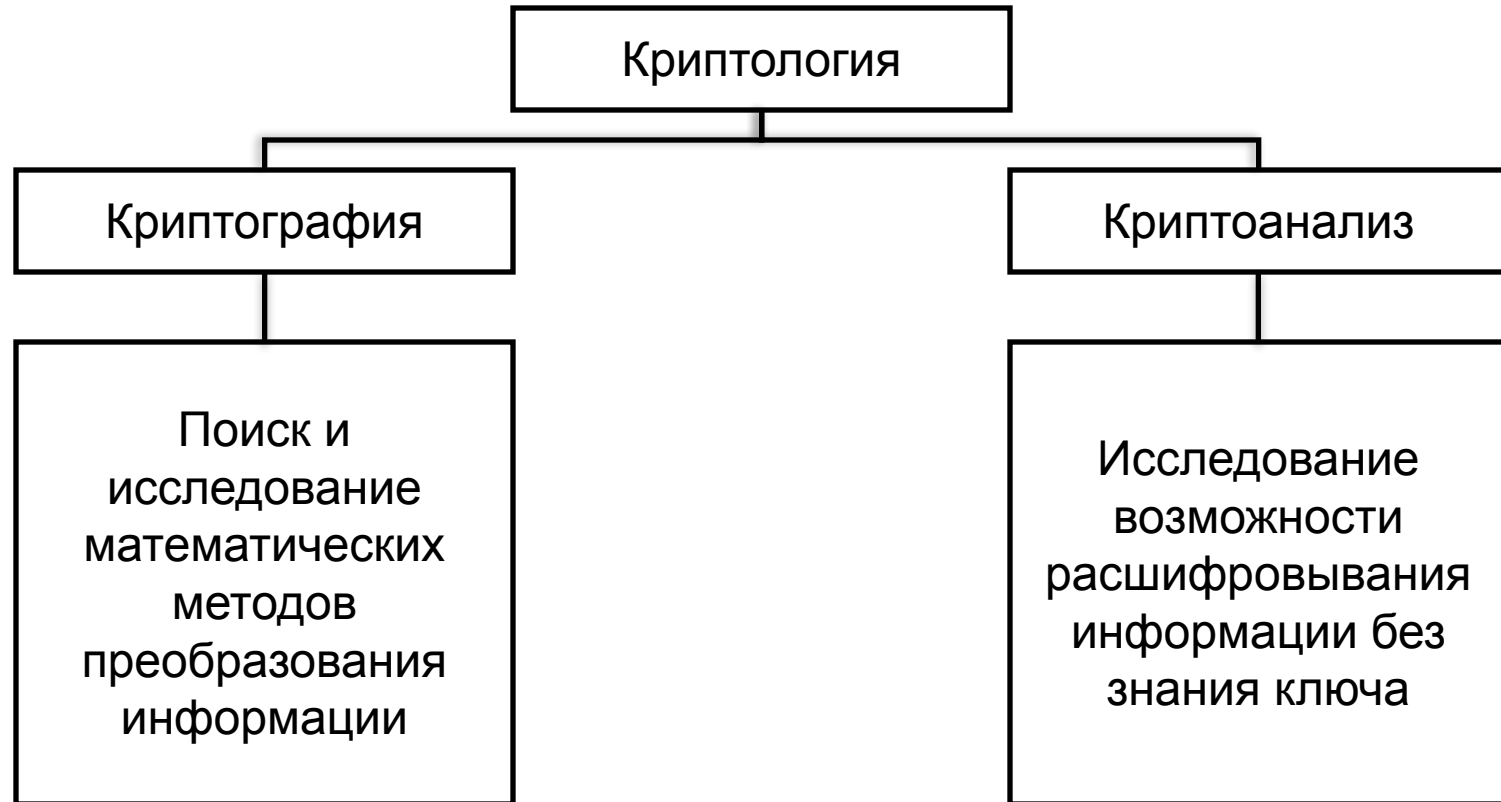 Криптология
Криптография
Криптоанализ
Поиск и
исследование
математических
методов
преобразования
информации
Исследование
возможности
расшифровывания
информации без
знания ключа